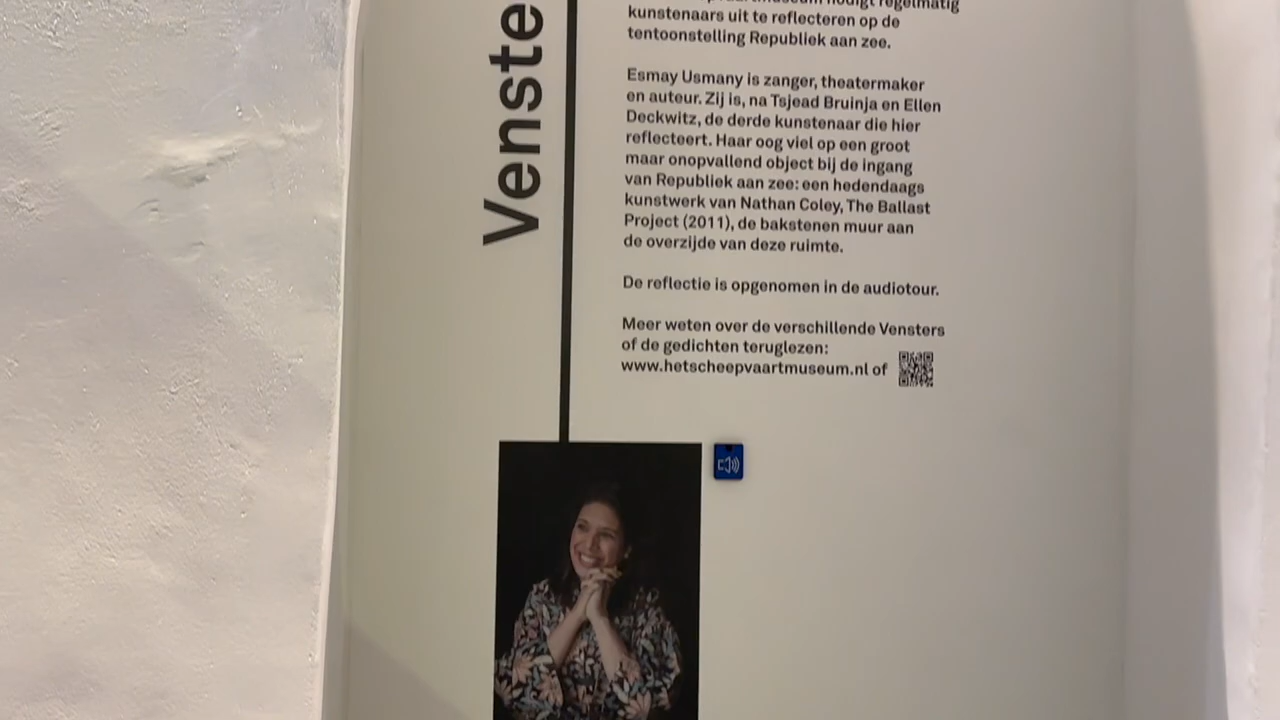 Venste
regelmatig
kunstenaars uit te reflecteren op de
tentoonstelling Republiek aan zee.
Esmay Usmany is zanger, theatermaker
en auteur. Zij is, na Tsjead Bruinja en Ellen
Deckwitz, de derde kunstenaar die hier
reflecteert. Haar oog viel op een groot
maar onopvallend object bij de ingang
van Republiek aan zee: een hedendaags
kunstwerk van Nathan Coley, The Ballast
Project (2011), de bakstenen muur aan
de overzijde van deze ruimte.
De reflectie is opgenomen in de audiotour.
Meer weten over de verschillende Vensters
of de gedichten teruglezen:
www.hetscheepvaartmuseum.nl of